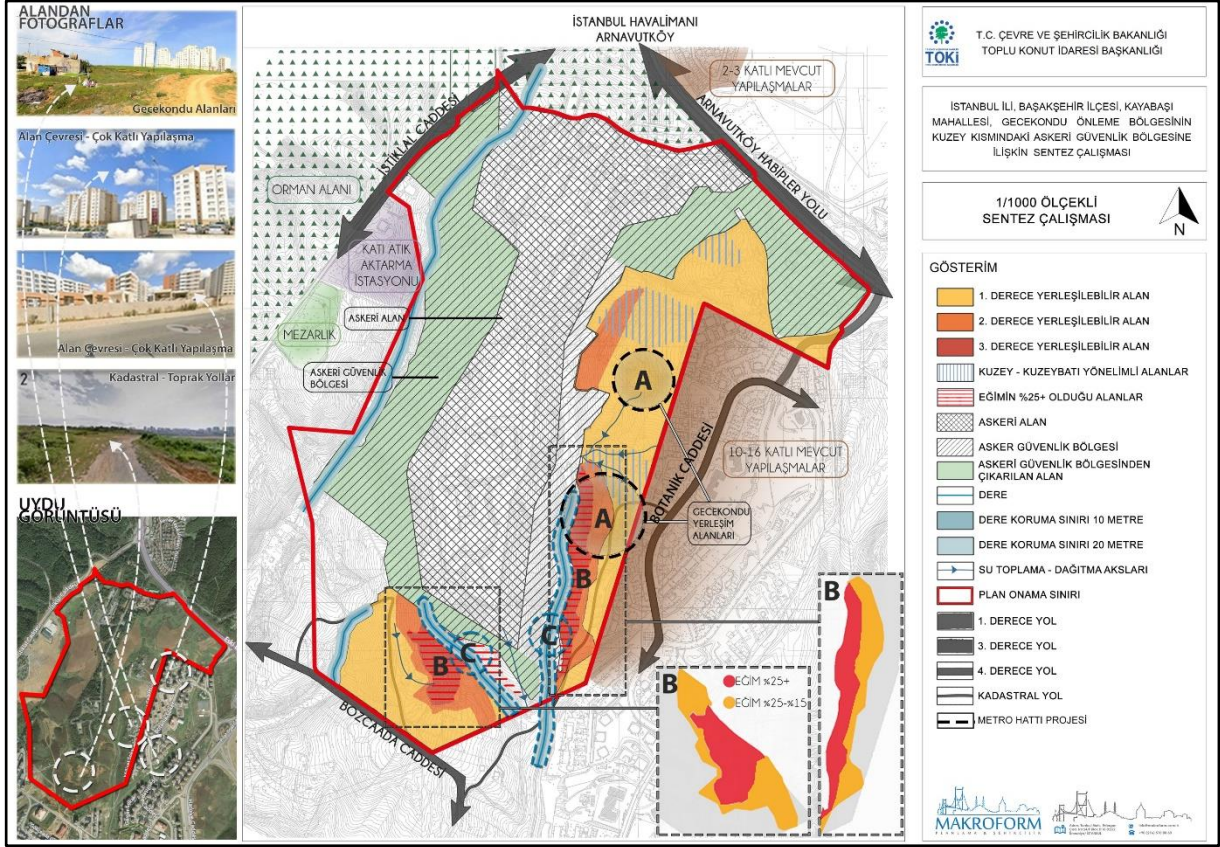 ALANDAN
FOTOGRAFLAR
Gecekondu Alanları
Alan Çevresi - Çok Katlı Yapılaşma
Alan Çevresi - Çok Katlı Yapılaşma
2
Kadastral - Toprak Yollar
UYDU
GÖRÜNTÜSÜ
İSTANBUL HAVALİMANI
ARNAVUTKÖY
2-3 KATLI MEVCUT
YAPILAŞMALAR
İSTİKLAL CADDESİ
ARNAVUTKÖY HABİPLER YOLU
ORMAN ALANI
KATI ATIK
AKTARMA
İSTASYONU
MEZARLIK
ASKERİ ALAN
ASKERİ GÜVENLİK
BÖLGESİ
A
10-16 KATLI MEVCUT
YAPILAŞMALAR
BOTANİK CADDESİ
A
GECEKONDU
YERLEŞİM
ALANLARI
B
C
B
C
BOZCAADA CADDESİ
B
EĞİM %25+
EĞİM %25-%15
B
TOKİ
T.C. ÇEVRE VE ŞEHİRCİLİK BAKANLIĞI
TOPLU KONUT İDARESİ BAŞKANLIĞI
İSTANBUL İLİ, BAŞAKŞEHİR İLÇESİ, KAYABAŞI
MAHALLESİ, GECEKONDU ÖNLEME BÖLGESİNİN
KUZEY KISMINDAKİ ASKERİ GÜVENLİK BÖLGESİNE
İLİŞKİN SENTEZ ÇALIŞMASI
1/1000 ÖLÇEKLİ
SENTEZ ÇALIŞMASI
N
GÖSTERİM
1. DERECE YERLEŞİLEBİLİR ALAN
2. DERECE YERLEŞİLEBİLİR ALAN
3. DERECE YERLEŞİLEBİLİR ALAN
KUZEY - KUZEYBATI YÖNELİMLİ ALANLAR
EĞİMİN %25+ OLDUĞU ALANLAR
ASKERİ ALAN
ASKER GÜVENLİK BÖLGESİ
ASKERİ GÜVENLİK BÖLGESİNDEN
ÇIKARILAN ALAN
DERE
DERE KORUMA SINIRI 10 METRE
DERE KORUMA SINIRI 20 METRE
SU TOPLAMA - DAĞITMA AKSLARI
PLAN ONAMA SINIRI
1. DERECE YOL
3. DERECE YOL
4. DERECE YOL
KADASTRAL YOL
METRO HATTI PROJESİ
MAKROFORM
PLANLAMA & ŞEHİRCİLİK